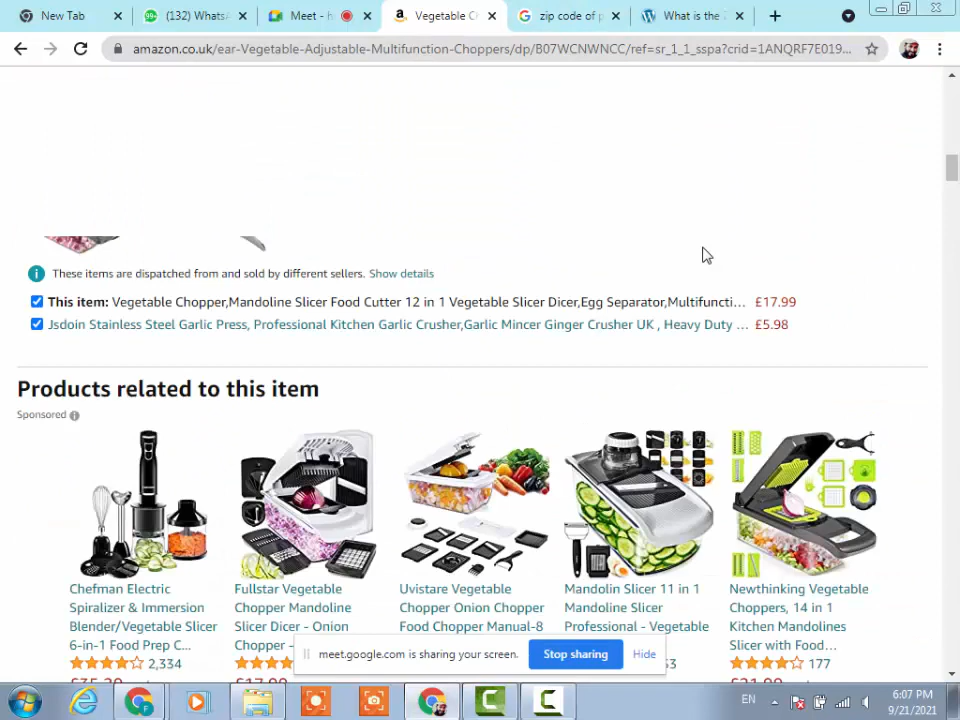 New Tab
(132) Whats
Meet - h
Vegetable C
zip code of p
What is the
amazon.co.uk/ear-Vegetable-Adjustable-Multifunction-Choppers/dp/B07WCNWNCC/ref=sr_1_1_sspa?crid=1ANQRF7E019...
These items are dispatched from and sold by different sellers. Show details
This item: Vegetable Chopper,Mandoline Slicer Food Cutter 12 in 1 Vegetable Slicer Dicer,Egg Separator,Multifuncti... £17.99
Jsdoin Stainless Steel Garlic Press, Professional Kitchen Garlic Crusher,Garlic Mincer Ginger Crusher UK , Heavy Duty ... £5.98
Products related to this item
Sponsored
Chefman Electric
Spiralizer & Immersion
Blender/Vegetable Slicer
6-in-1 Food Prep C...
2,334
Fullstar Vegetable
Chopper Mandoline
Slicer Dicer - Onion
Chopper -
Uvistare Vegetable
Chopper Onion Chopper
Food Chopper Manual-8
Mandolin Slicer 11 in 1
Mandoline Slicer
Professional - Vegetable
53
Newthinking Vegetable
Choppers, 14 in 1
Kitchen Mandolines
Slicer with Food...
177
meet.google.com is sharing your screen.
Stop sharing
Hide
EN
6:07 PM
9/21/2021